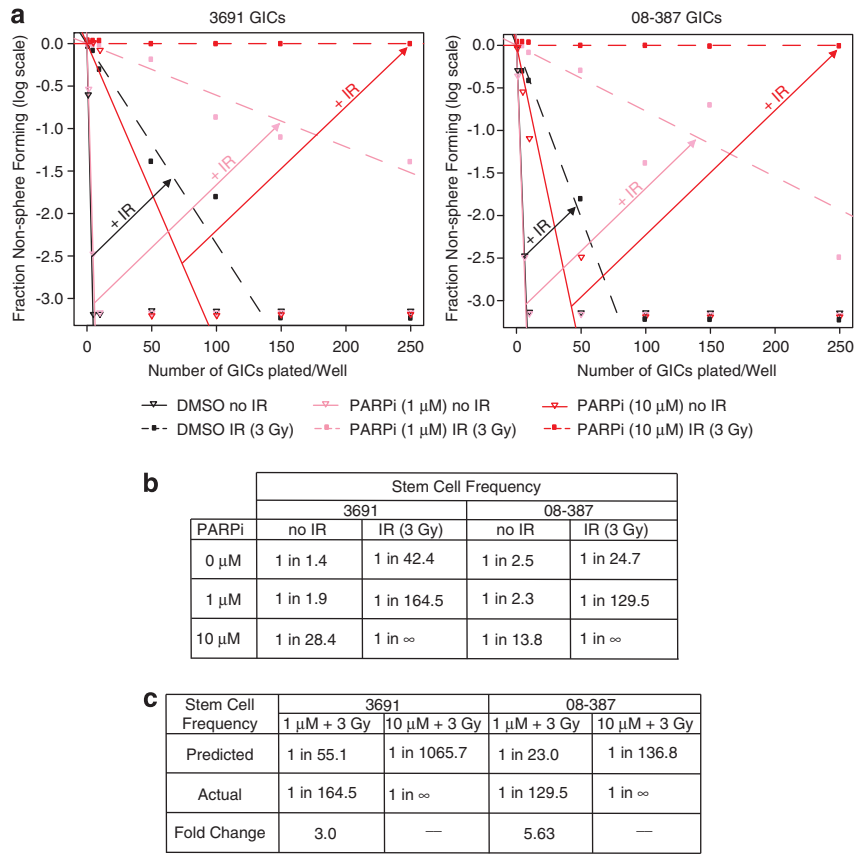 a
3691 GICs
08-387 GICs
Fraction Non-sphere Forming (log scale)
0.0
-0.5
-1.0
-1.5
-2.0
-2.5
-3.0
+ IR
+ IR
+ IR
0 50 100 150 200 250
Number of GICs plated/Well
Fraction Non-sphere Forming (log scale)
0.0
-0.5
-1.0
-1.5
-2.0
-2.5
-3.0
+ IR
+ IR
+ IR
0 50 100 150 200 250
Number of GICs plated/Well
DMSO no IR PARPi (1 μM) no IR PARPi (10 μM) no IR
DMSO IR (3 Gy) PARPi (1 μM) IR (3 Gy) PARPi (10 μM) IR (3 Gy)
b
Stem Cell Frequency
3691 08-387
PARPi no IR IR (3 Gy) no IR IR (3 Gy)
0 μM 1 in 1.4 1 in 42.4 1 in 2.5 1 in 24.7
1 μM 1 in 1.9 1 in 164.5 1 in 2.3 1 in 129.5
10 μM 1 in 28.4 1 in ∞ 1 in 13.8 1 in ∞
c
Stem Cell Frequency 3691 08-387
1 μM + 3 Gy 10 μM + 3 Gy 1 μM + 3 Gy 10 μM + 3 Gy
Predicted 1 in 55.1 1 in 1065.7 1 in 23.0 1 in 136.8
Actual 1 in 164.5 1 in ∞ 1 in 129.5 1 in ∞
Fold Change 3.0 — 5.63 —